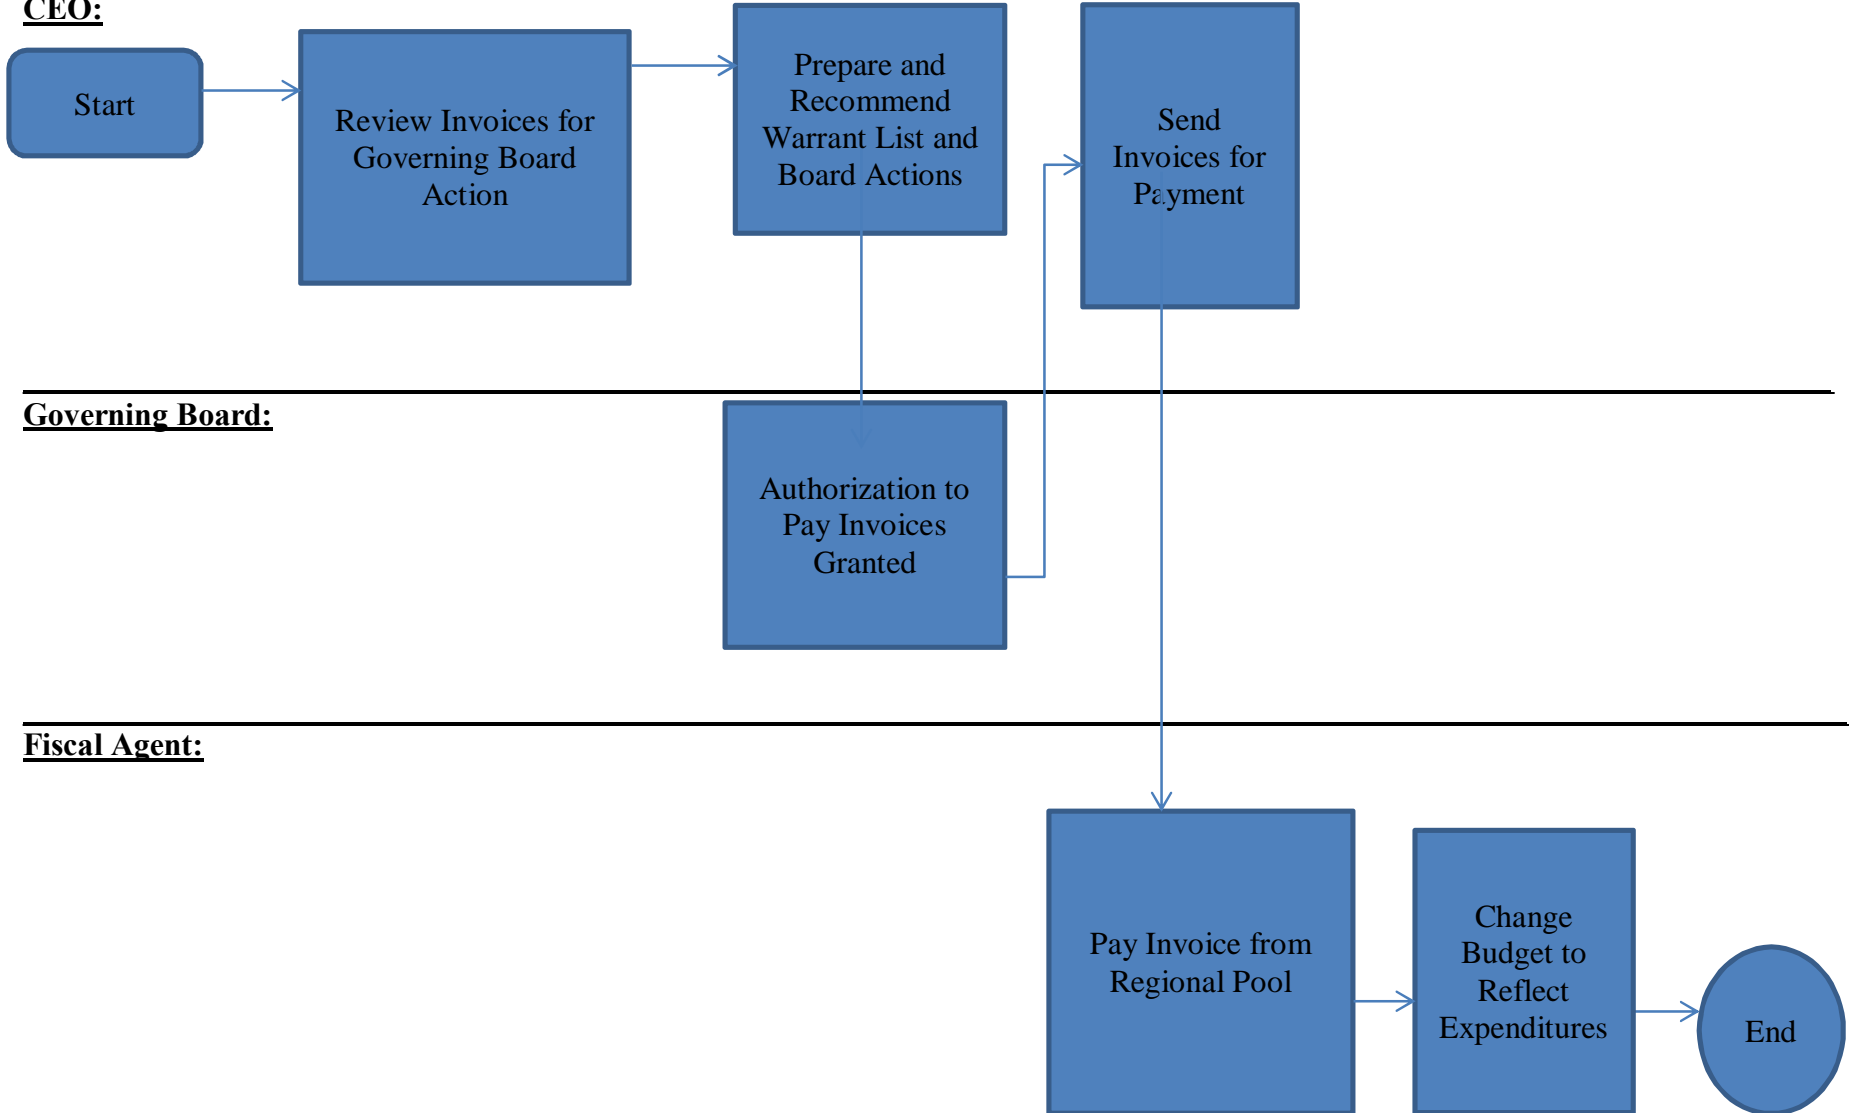 CEO:
Start
Review Invoices for
Governing Board
Action
Prepare and
Recommend
Warrant List and
Board Actions
Send
Invoices for
Payment
Governing Board:
Authorization to
Pay Invoices
Granted
Fiscal Agent:
Pay Invoice from
Regional Pool
Change
Budget to
Reflect
Expenditures
End